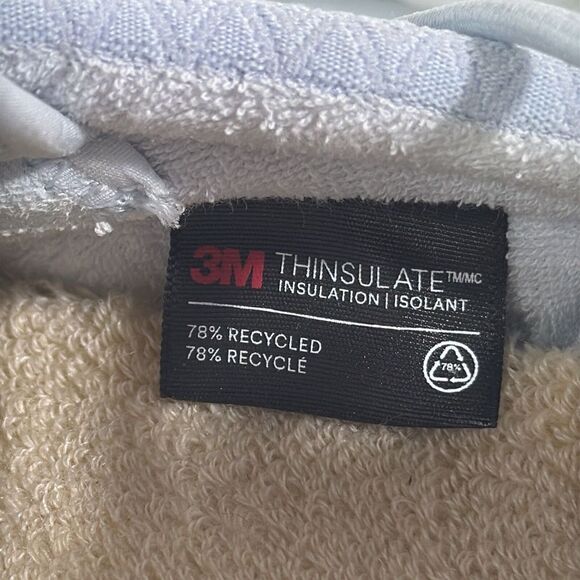 3M THINSULATE™/MC
INSULATION | ISOLANT
78% RECYCLED
78% RECYCLÉ
78%